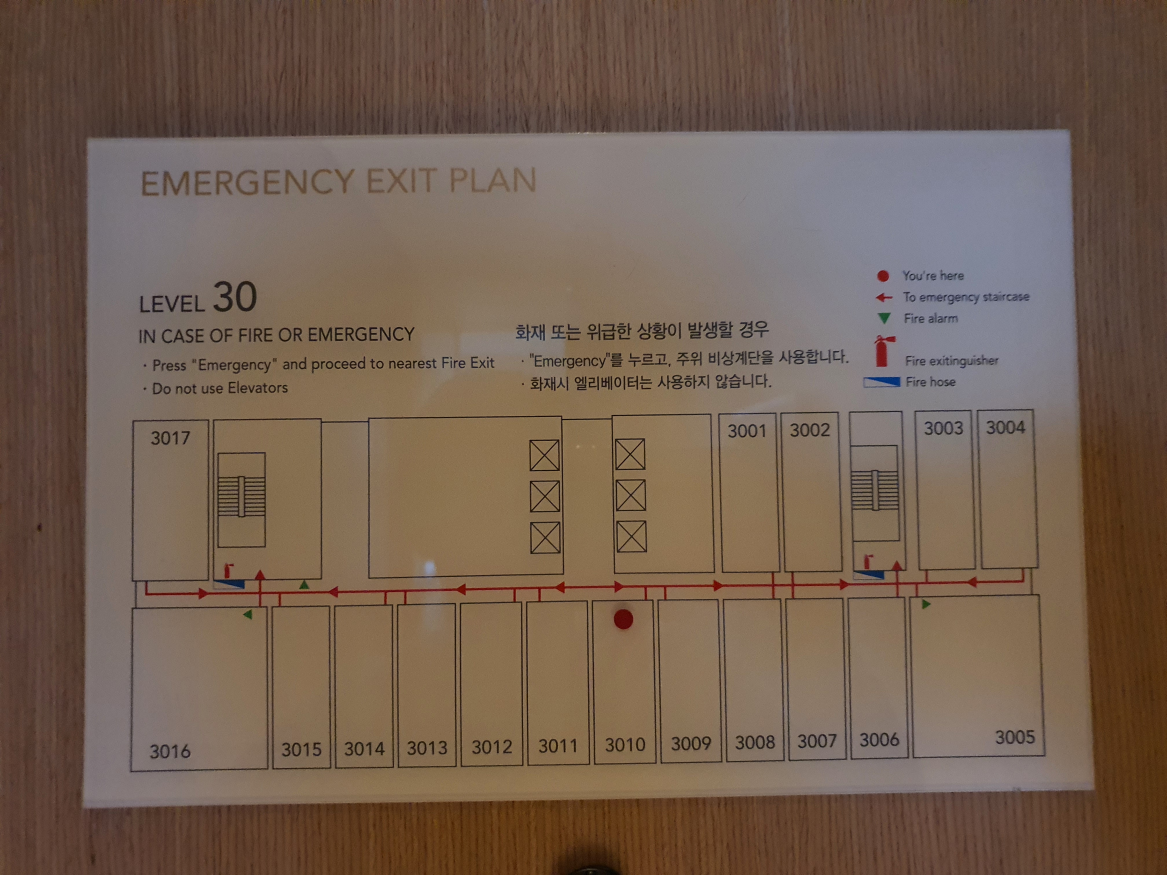 EMERGENCY EXIT PLAN
LEVEL 30
IN CASE OF FIRE OR EMERGENCY
· Press "Emergency" and proceed to nearest Fire Exit
· Do not use Elevators
화재 또는 위급한 상황이 발생할 경우
· "Emergency"를 누르고, 주위 비상계단을 사용합니다.
· 화재시 엘리베이터는 사용하지 않습니다.
You're here
To emergency staircase
Fire alarm
Fire exitinguisher
Fire hose
3017
3001
3002
3003
3004
3016
3015
3014
3013
3012
3011
3010
3009
3008
3007
3006
3005